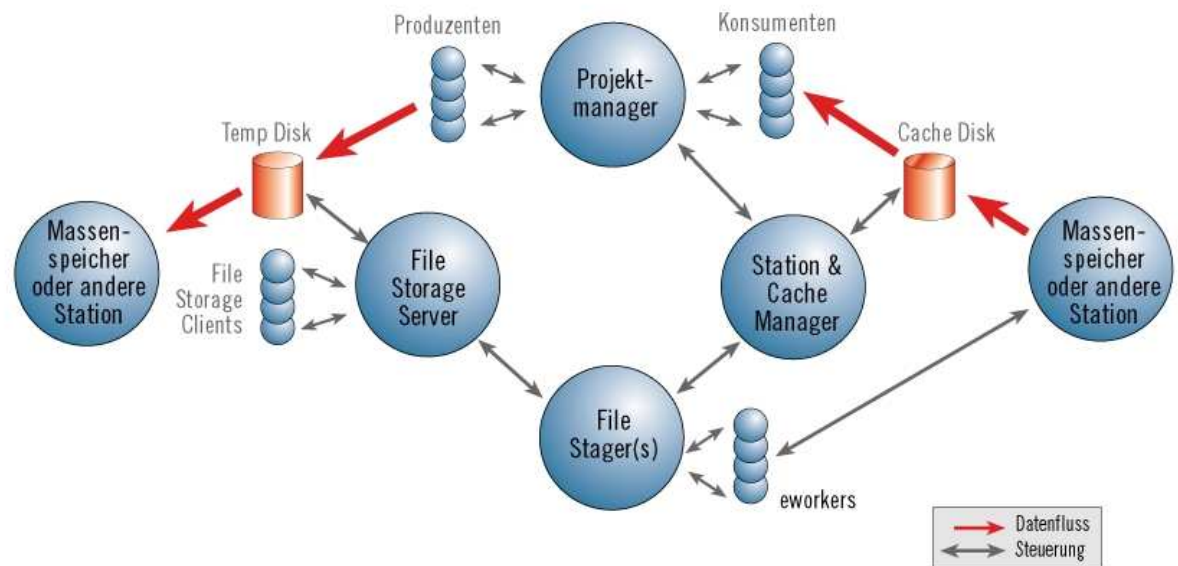 Produzenten
Konsumenten
Projekt-
manager
Temp Disk
Cache Disk
Massen-
speicher
oder andere
Station
File
Storage
Clients
File
Storage
Server
Station &
Cache
Manager
Massen-
speicher
oder andere
Station
File
Stager(s)
eworkers
Datenfluss
Steuerung